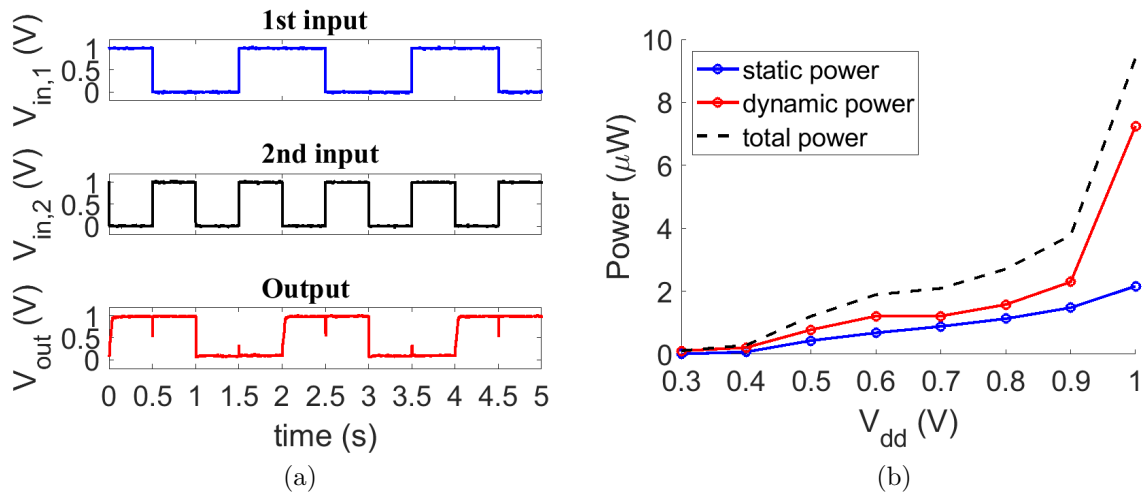 1st input
V_in,1 (V)
1
0.5
0
2nd input
V_in,2 (V)
1
0.5
0
Output
V_out (V)
1
0.5
0
0 0.5 1 1.5 2 2.5 3 3.5 4 4.5 5
time (s)
(a)
Power (μW)
10
8
6
4
2
0
static power
dynamic power
total power
0.3 0.4 0.5 0.6 0.7 0.8 0.9 1
V_dd (V)
(b)